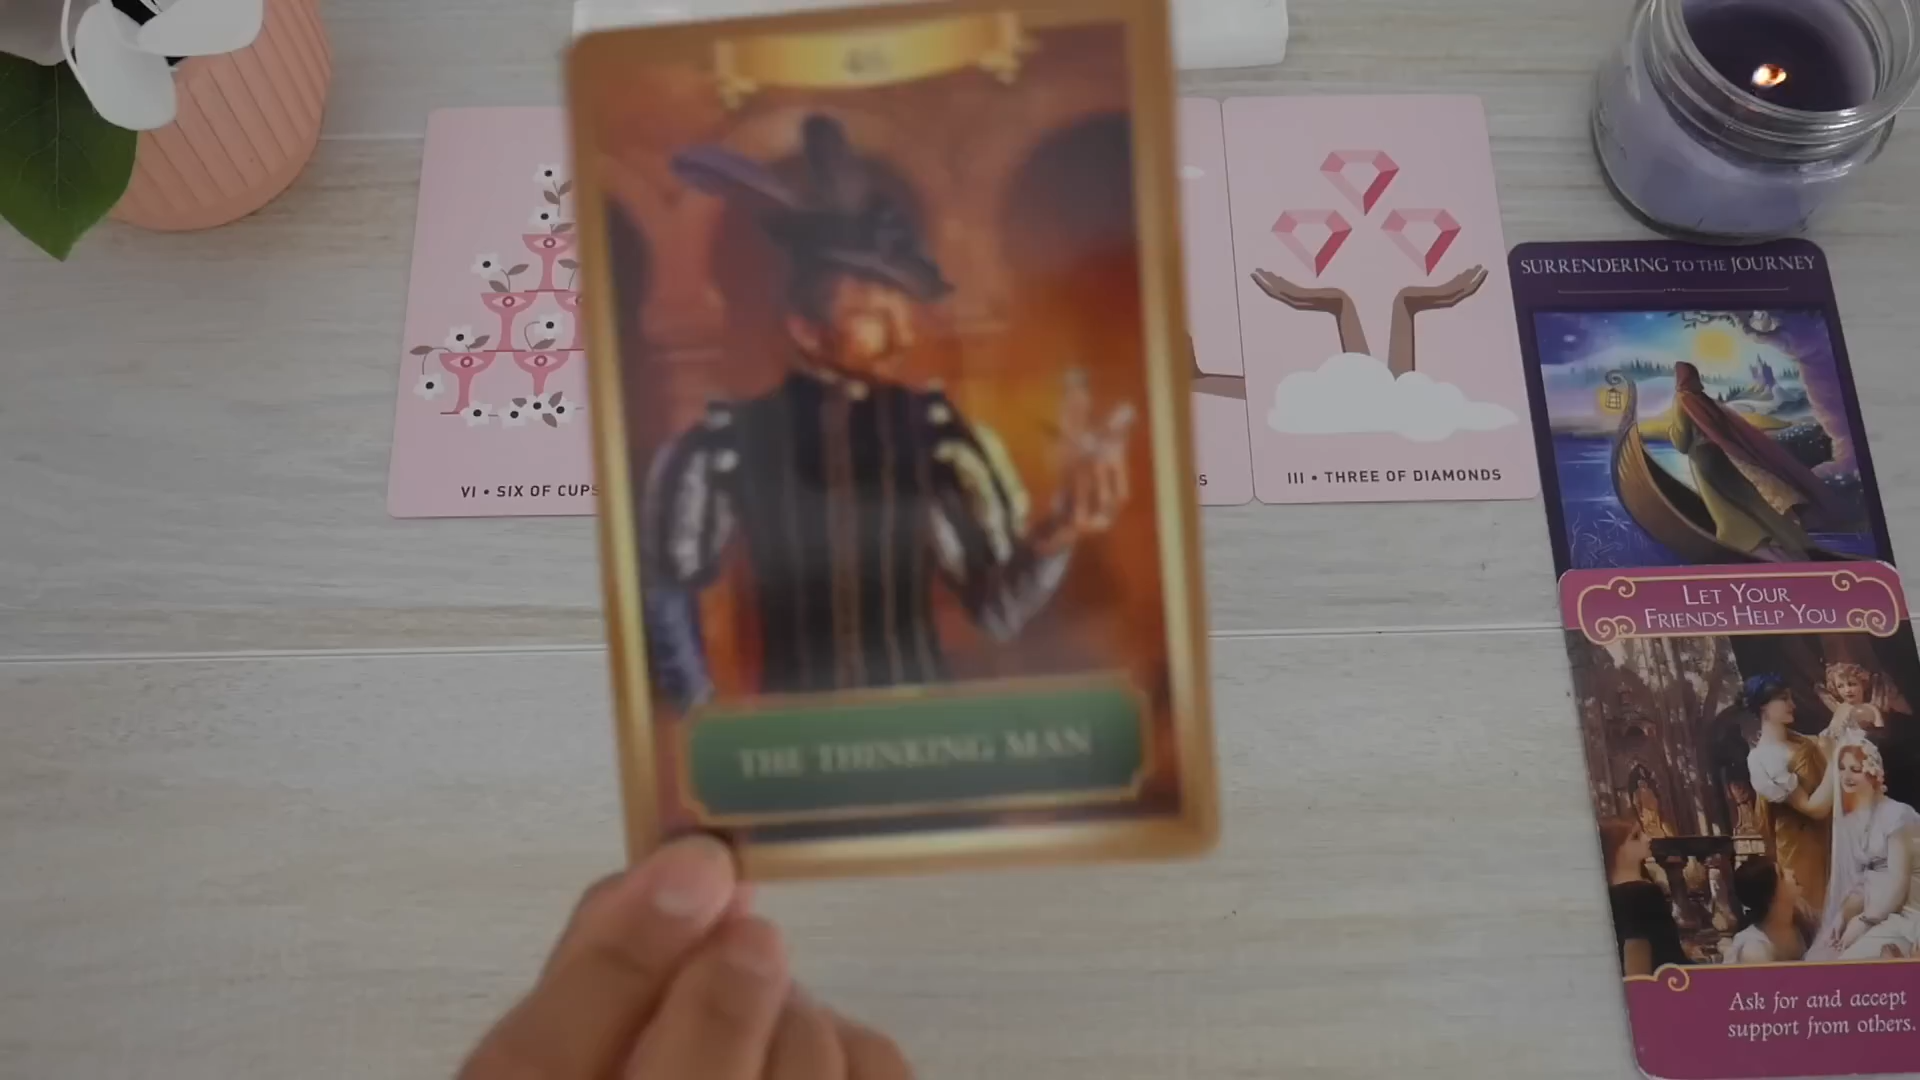 VI • SIX OF CUPS
THE THINKING MAN
III • THREE OF DIAMONDS
SURRENDERING TO THE JOURNEY
LET YOUR
FRIENDS HELP YOU
Ask for and accept
support from others.